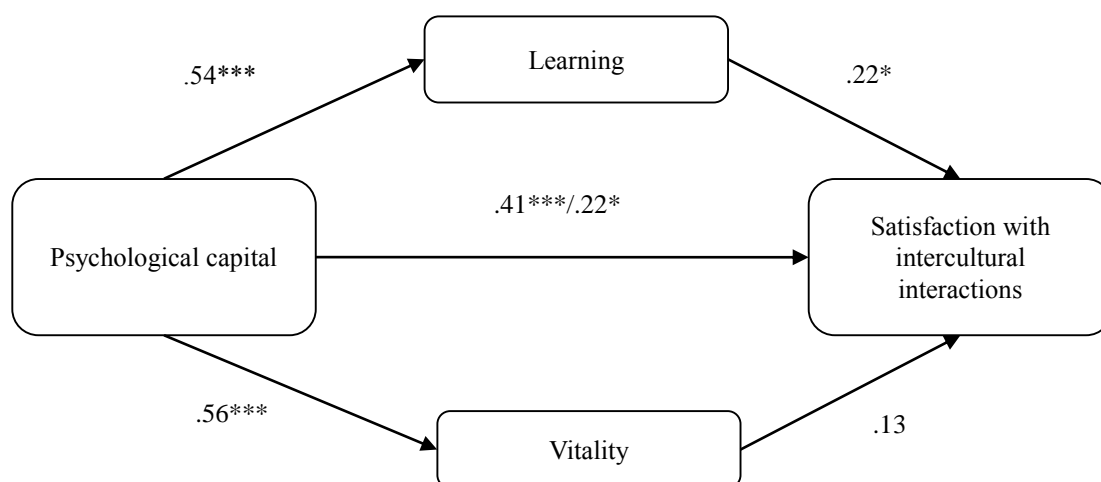 Learning
.54***
.22*
.41***/.22*
Psychological capital
Satisfaction with
intercultural
interactions
.56***
.13
Vitality